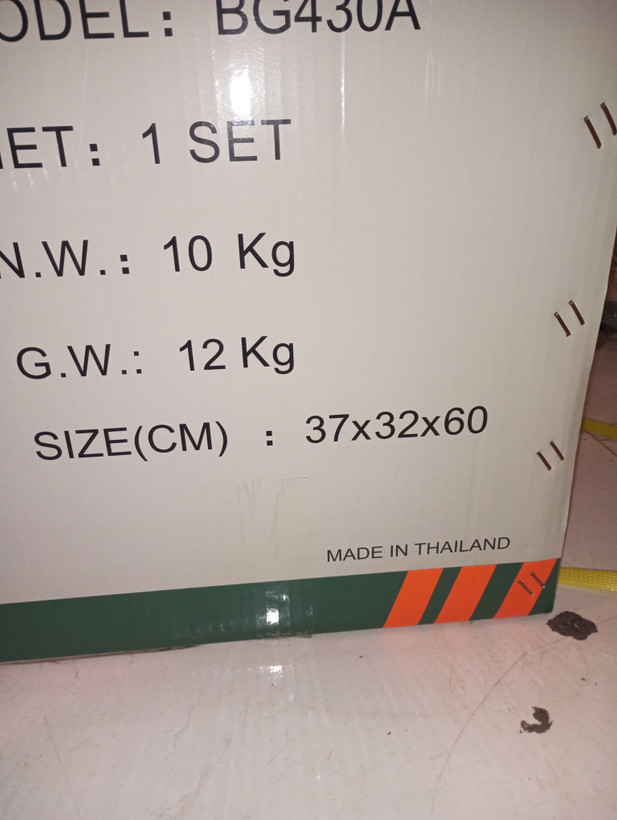 ODEL: BG430A
ET: 1 SET
N.W.: 10 Kg
G.W.: 12 Kg
SIZE(CM) : 37x32x60
MADE IN THAILAND